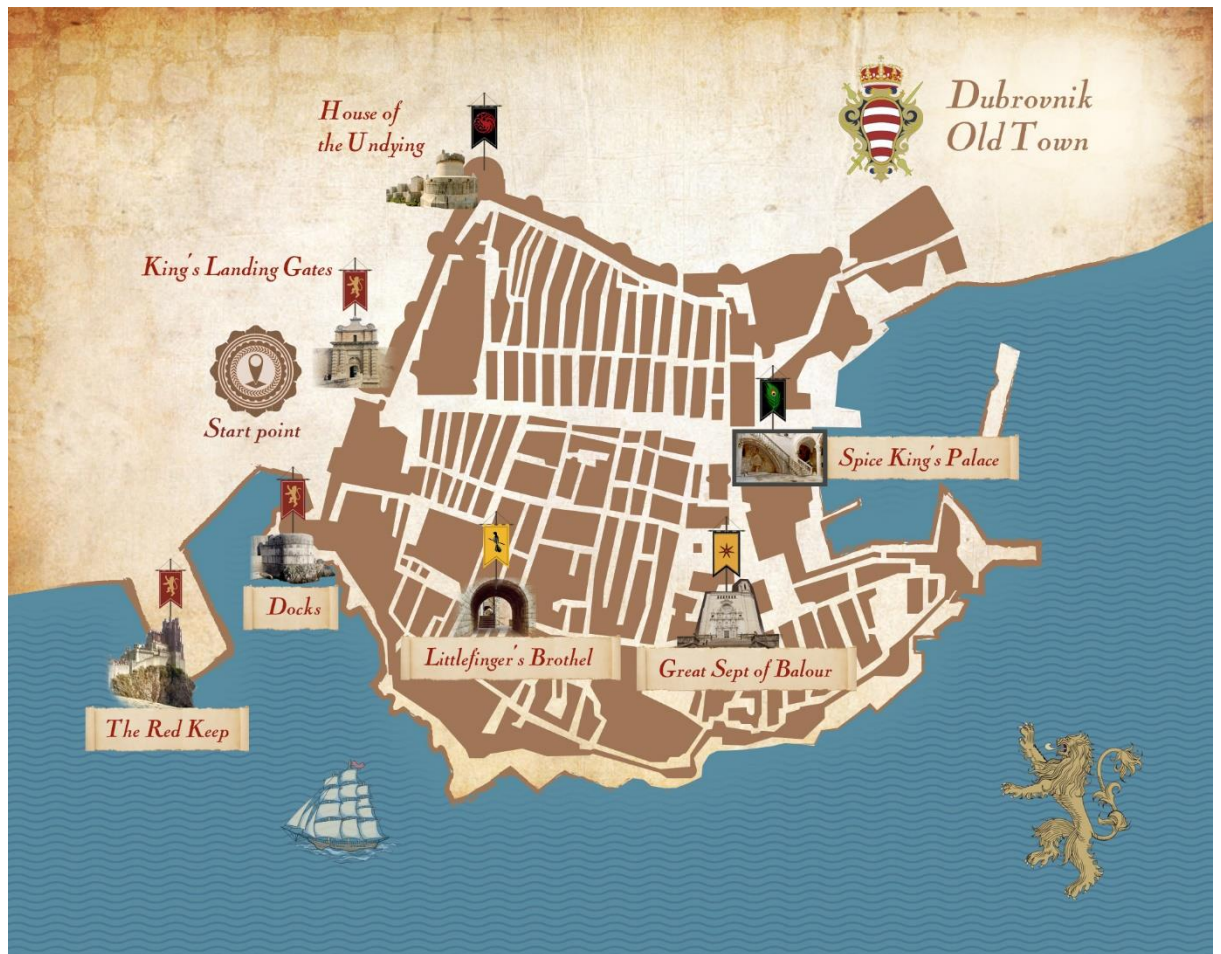 Dubrovnik
Old Town
House of
the Undying
King's Landing Gates
Start point
Spice King's Palace
Docks
Littlefinger's Brothel
Great Sept of Balour
The Red Keep